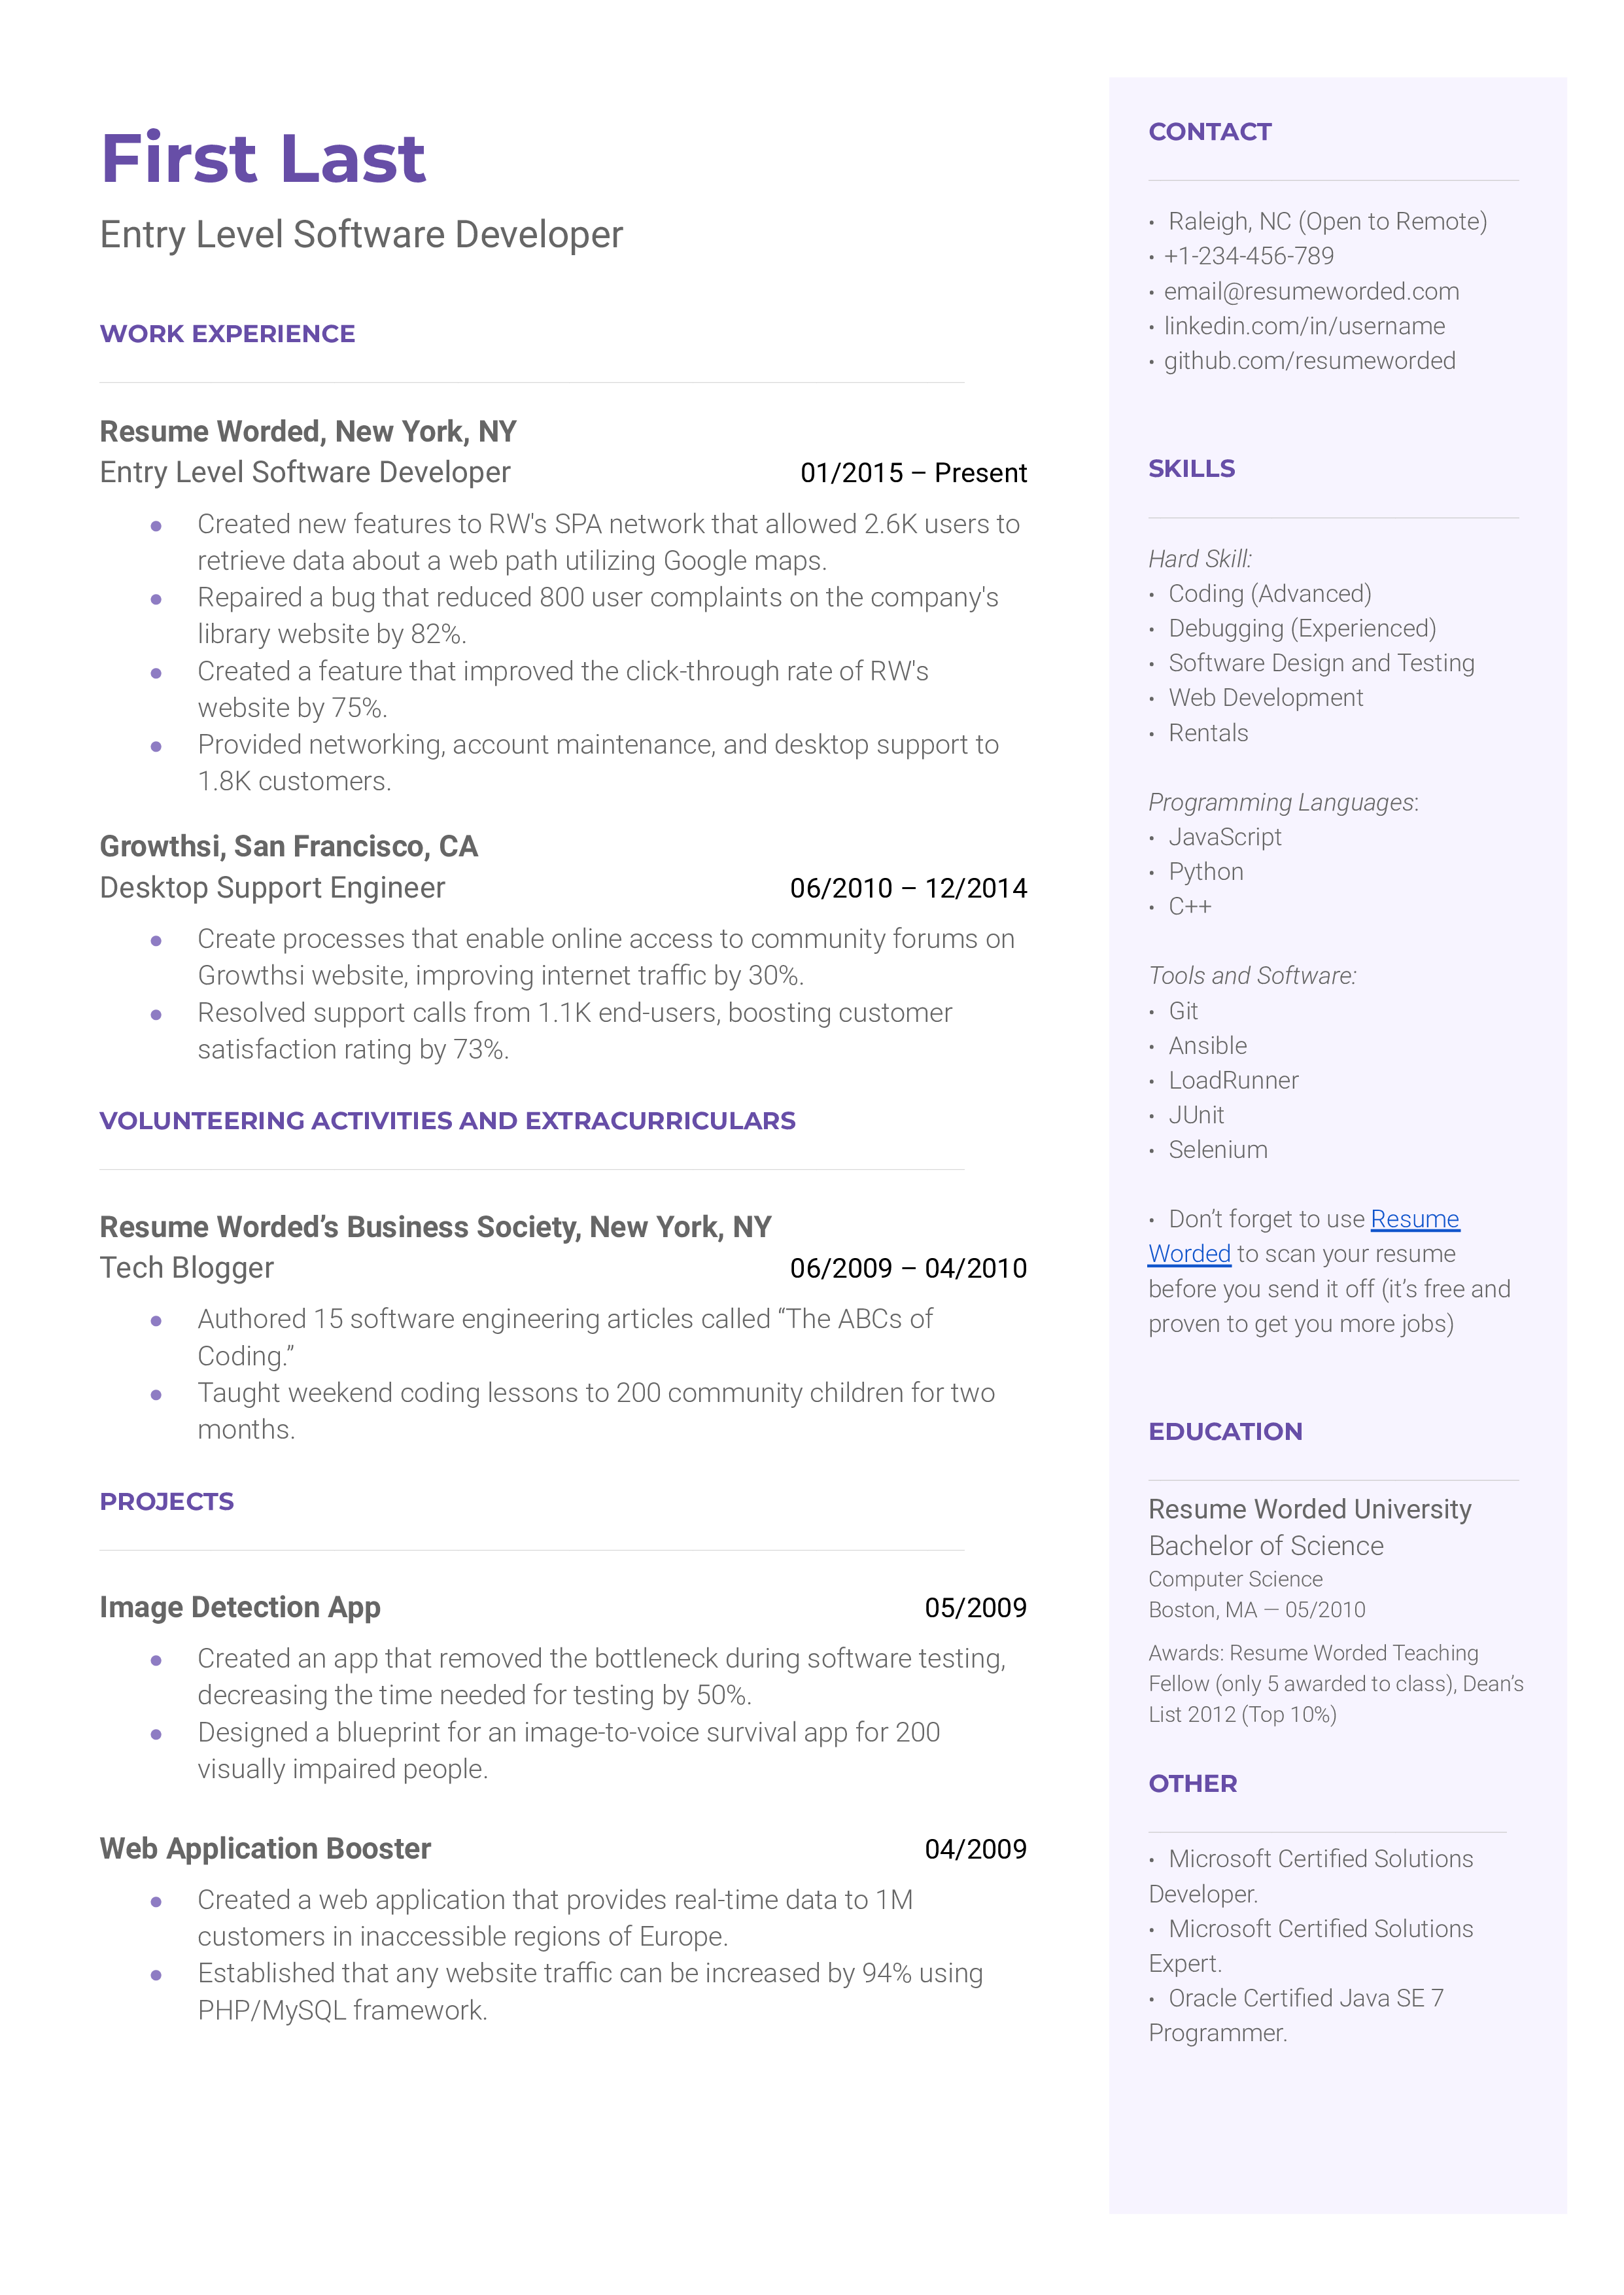 First Last
Entry Level Software Developer
WORK EXPERIENCE
Resume Worded, New York, NY
Entry Level Software Developer 01/2015 – Present
● Created new features to RW's SPA network that allowed 2.6K users to
retrieve data about a web path utilizing Google maps.
● Repaired a bug that reduced 800 user complaints on the company's
library website by 82%.
● Created a feature that improved the click-through rate of RW's
website by 75%.
● Provided networking, account maintenance, and desktop support to
1.8K customers.
Growthsi, San Francisco, CA
Desktop Support Engineer 06/2010 – 12/2014
● Create processes that enable online access to community forums on
Growthsi website, improving internet traffic by 30%.
● Resolved support calls from 1.1K end-users, boosting customer
satisfaction rating by 73%.
VOLUNTEERING ACTIVITIES AND EXTRACURRICULARS
Resume Worded’s Business Society, New York, NY
Tech Blogger 06/2009 – 04/2010
● Authored 15 software engineering articles called “The ABCs of
Coding.”
● Taught weekend coding lessons to 200 community children for two
months.
PROJECTS
Image Detection App 05/2009
● Created an app that removed the bottleneck during software testing,
decreasing the time needed for testing by 50%.
● Designed a blueprint for an image-to-voice survival app for 200
visually impaired people.
Web Application Booster 04/2009
● Created a web application that provides real-time data to 1M
customers in inaccessible regions of Europe.
● Established that any website traffic can be increased by 94% using
PHP/MySQL framework.
CONTACT
• Raleigh, NC (Open to Remote)
• +1-234-456-789
• email@resumeworded.com
• linkedin.com/in/username
• github.com/resumeworded
SKILLS
Hard Skill:
• Coding (Advanced)
• Debugging (Experienced)
• Software Design and Testing
• Web Development
• Rentals
Programming Languages:
• JavaScript
• Python
• C++
Tools and Software:
• Git
• Ansible
• LoadRunner
• JUnit
• Selenium
• Don’t forget to use Resume
Worded to scan your resume
before you send it off (it’s free and
proven to get you more jobs)
EDUCATION
Resume Worded University
Bachelor of Science
Computer Science
Boston, MA — 05/2010
Awards: Resume Worded Teaching
Fellow (only 5 awarded to class), Dean’s
List 2012 (Top 10%)
OTHER
• Microsoft Certified Solutions
Developer.
• Microsoft Certified Solutions
Expert.
• Oracle Certified Java SE 7
Programmer.